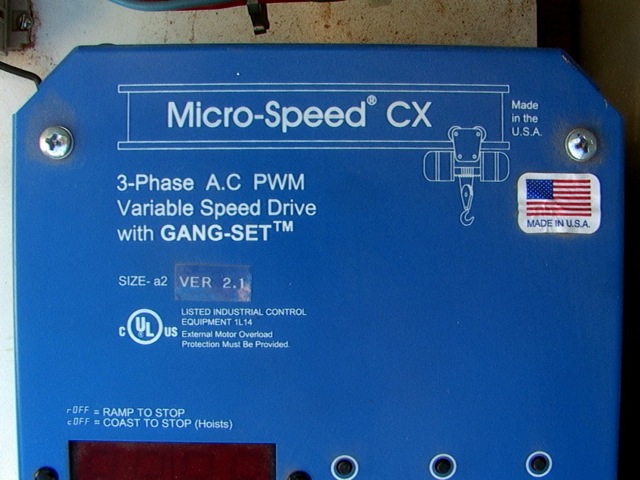 Micro-Speed® CX
Made
in the
U.S.A.
3-Phase A.C PWM
Variable Speed Drive
with GANG-SET™
MADE IN U.S.A.
SIZE- a2 VER 2.1
c UL US
LISTED INDUSTRIAL CONTROL
EQUIPMENT 1L14
External Motor Overload
Protection Must Be Provided.
rOFF = RAMP TO STOP
cOFF = COAST TO STOP (Hoists)